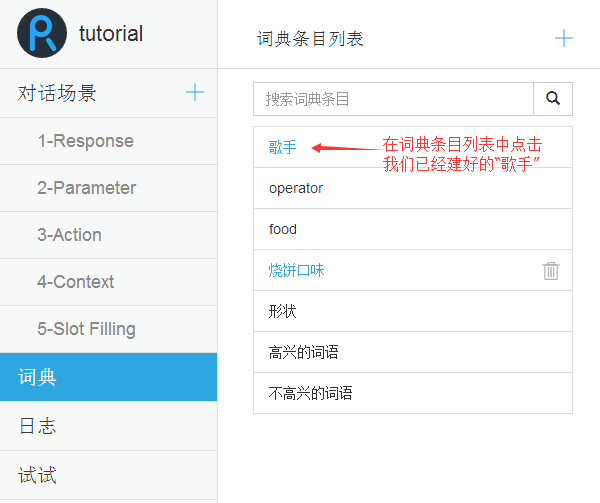 tutorial
对话场景
1-Response
2-Parameter
3-Action
4-Context
5-Slot Filling
词典
日志
试试
词典条目列表
搜索词典条目
歌手
在词典条目列表中点击
我们已经建好的“歌手”
operator
food
烧饼口味
形状
高兴的词语
不高兴的词语